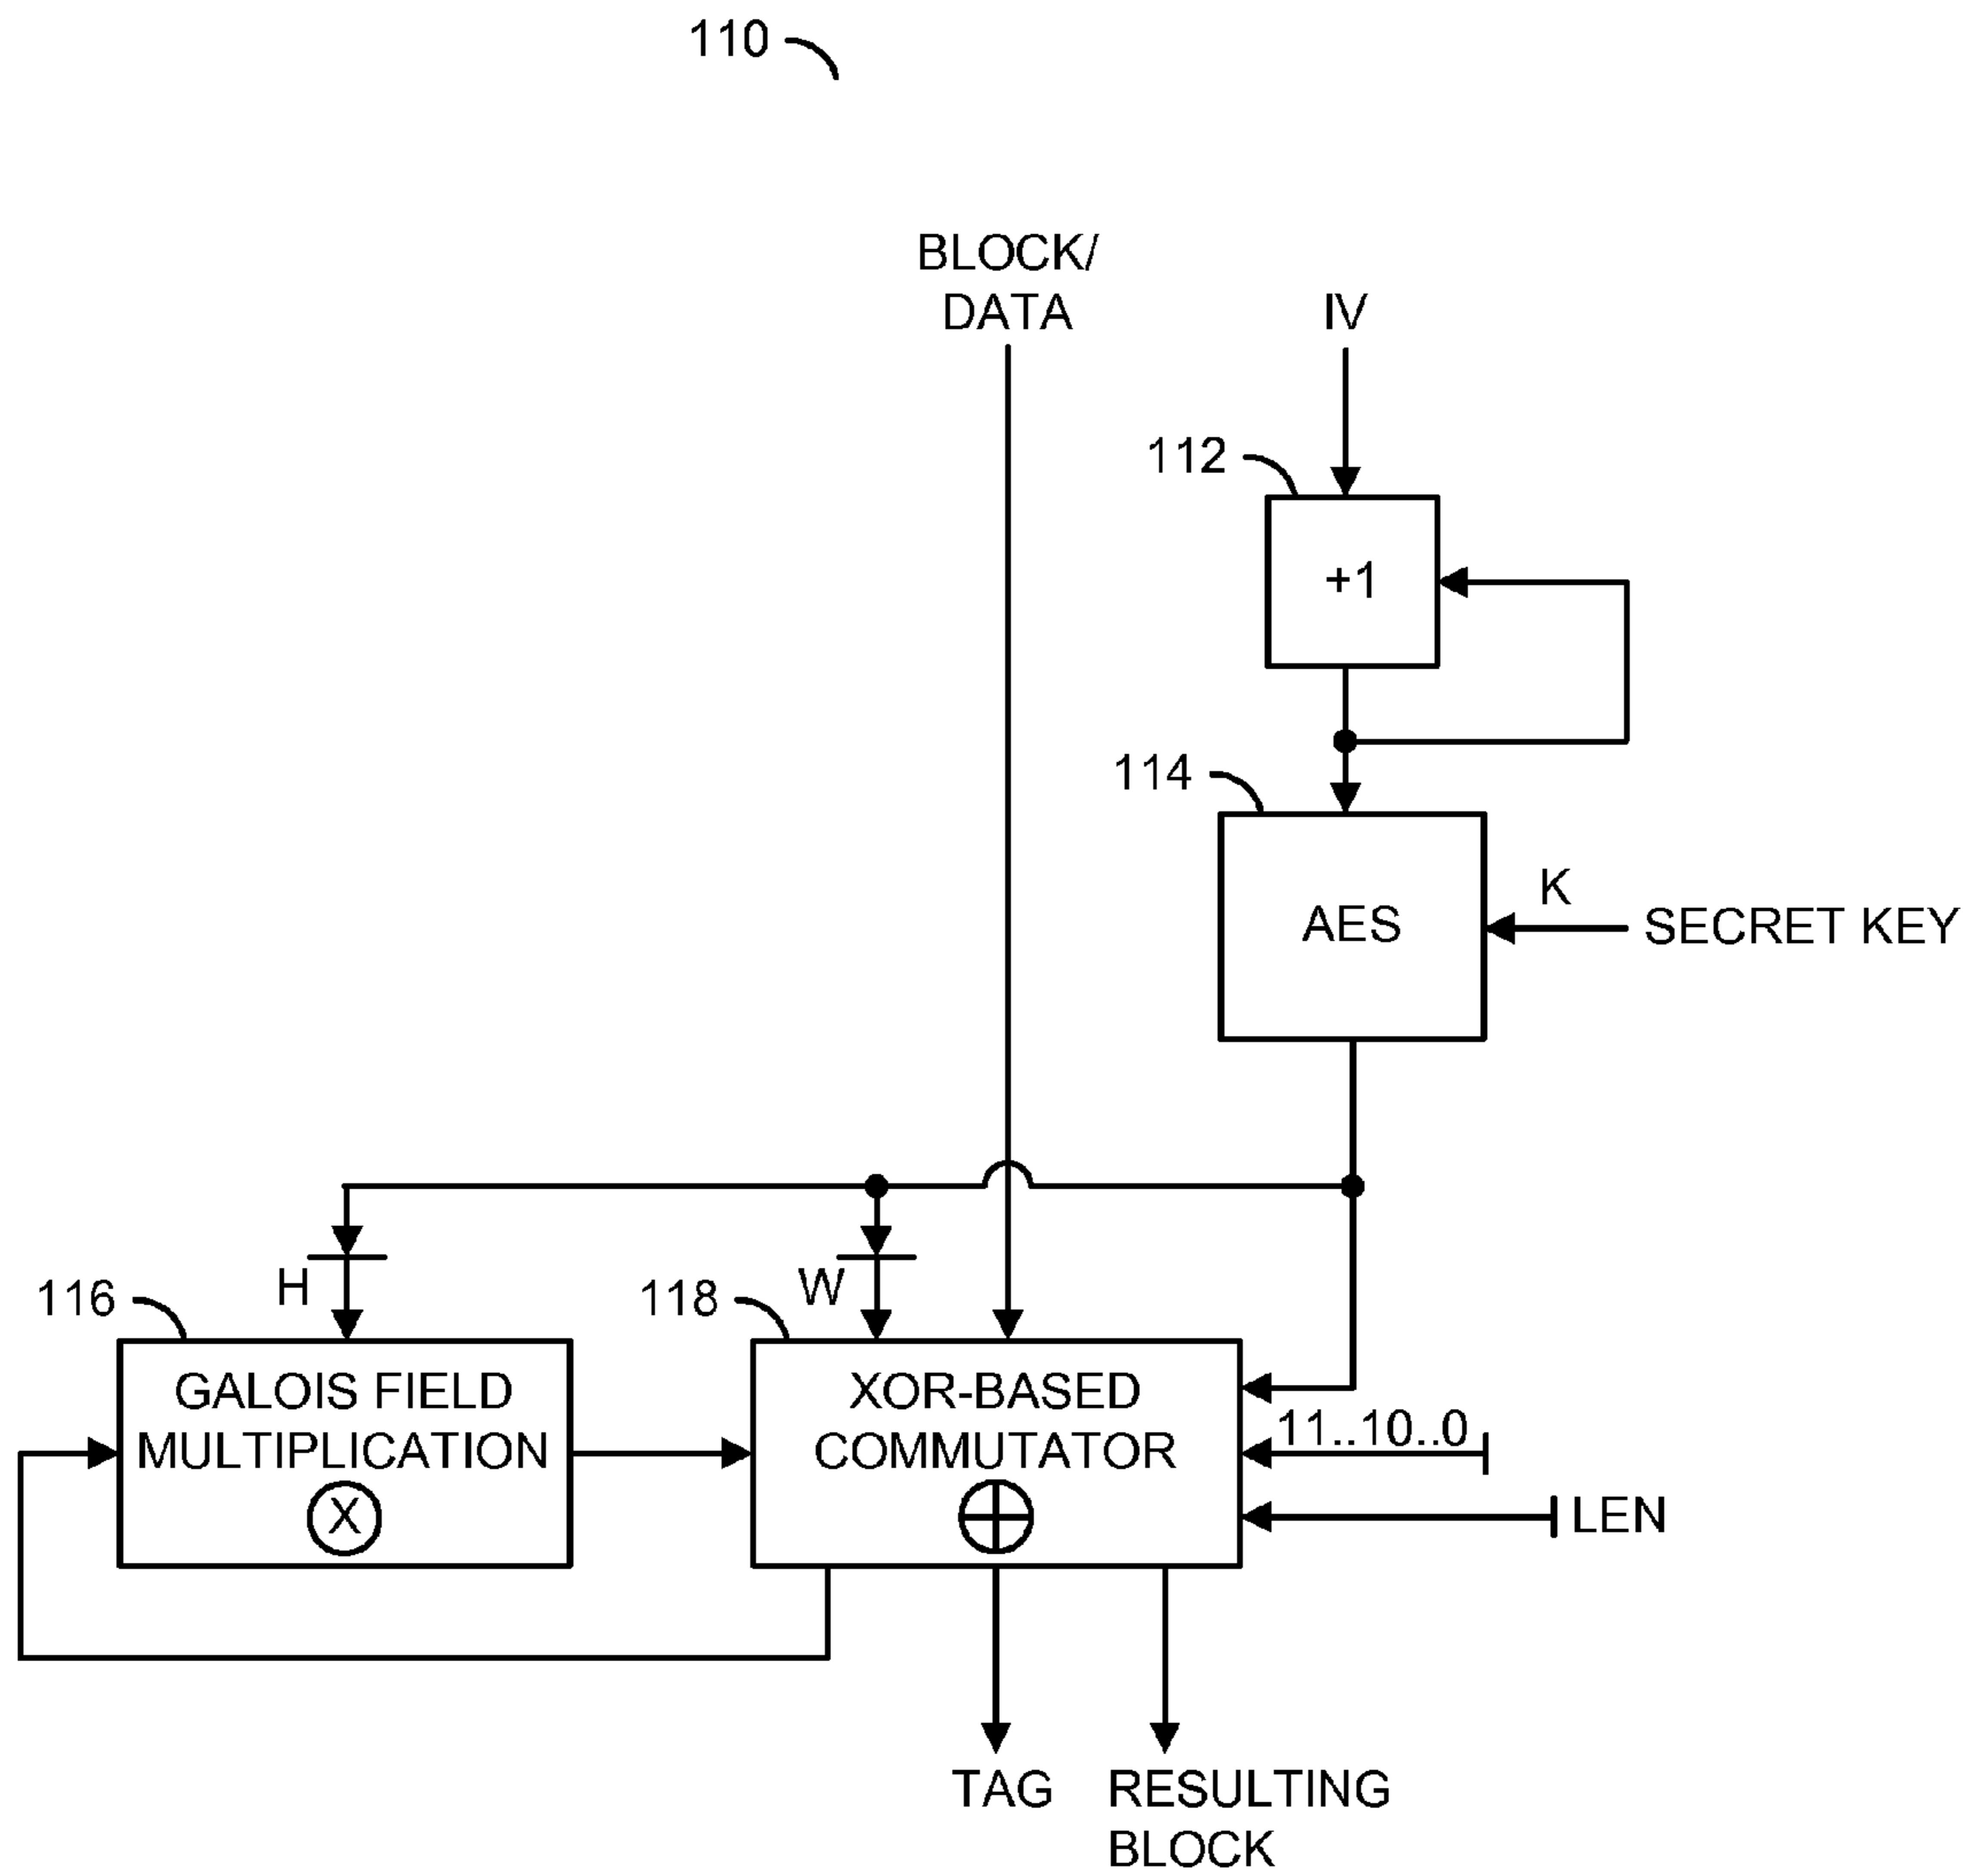 110
BLOCK/
DATA
IV
112
+1
114
AES
K
SECRET KEY
H
W
116
118
GALOIS FIELD
MULTIPLICATION
X
XOR-BASED
COMMUTATOR
11..10..0
LEN
TAG
RESULTING
BLOCK